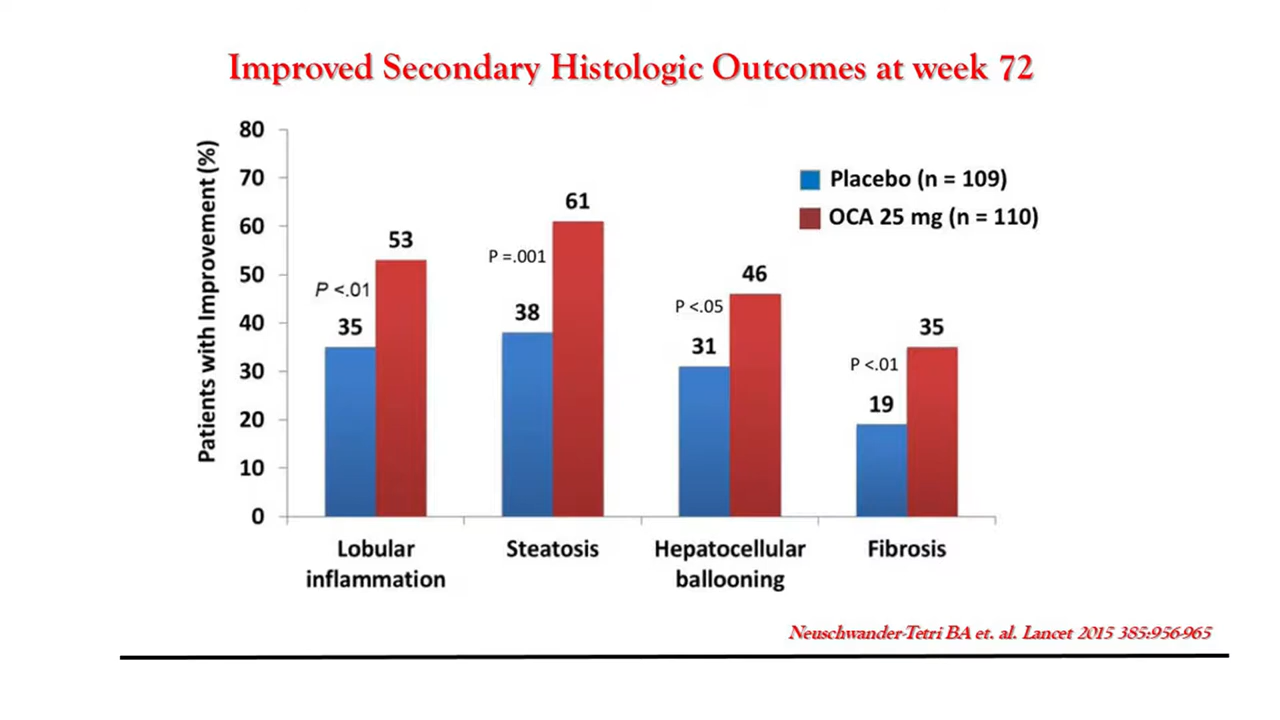 Improved Secondary Histologic Outcomes at week 72
Patients with Improvement (%)
80
70
60
50
40
30
20
10
0
Placebo (n = 109)
OCA 25 mg (n = 110)
P <.01
35
53
P =.001
38
61
P <.05
31
46
P <.01
19
35
Lobular
inflammation
Steatosis
Hepatocellular
ballooning
Fibrosis
Neuschwander-Tetri BA et. al. Lancet 2015 385:956-965